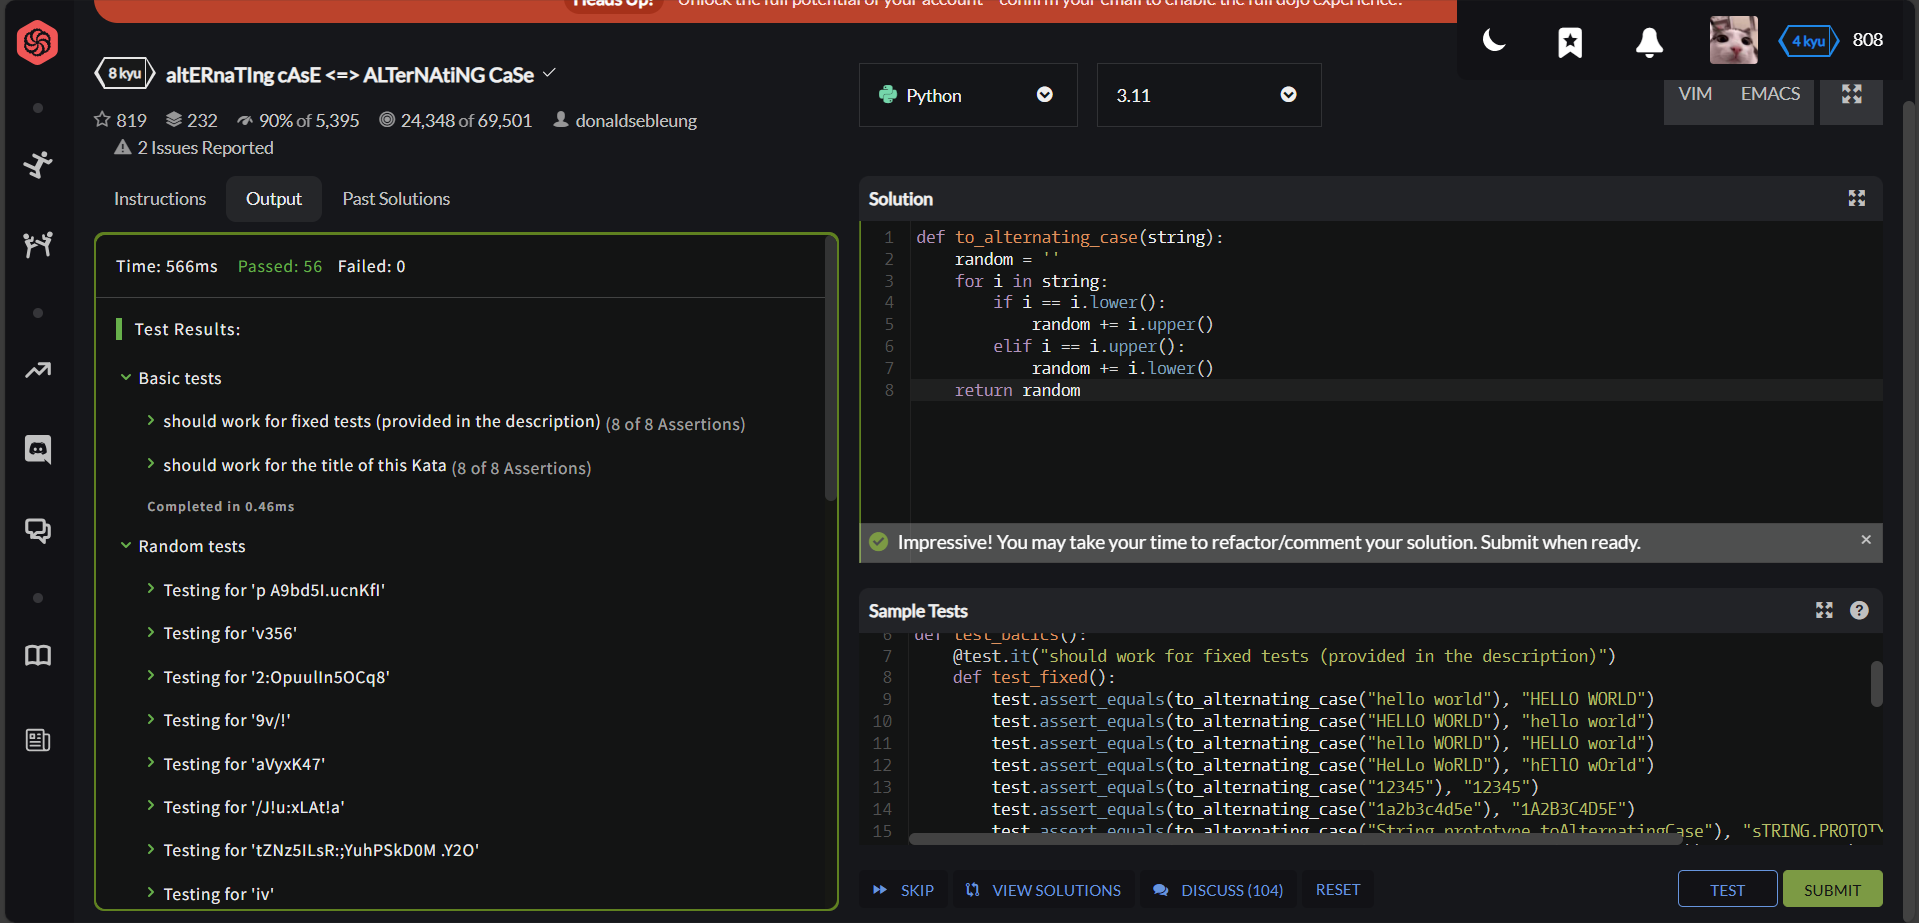 Heads Up! Unlock the full potential of your account - confirm your email to enable the full dojo experience.
4 kyu 808
8 kyu altERnaTIng cAsE <=> ALTerNAtiNG CaSe
819 232 90% of 5,395 24,348 of 69,501 donaldsebleung
2 Issues Reported
Python
3.11
VIM EMACS
Instructions Output Past Solutions
Time: 566ms Passed: 56 Failed: 0
Test Results:
Basic tests
should work for fixed tests (provided in the description) (8 of 8 Assertions)
should work for the title of this Kata (8 of 8 Assertions)
Completed in 0.46ms
Random tests
Testing for 'p A9bd5I.ucnKfI'
Testing for 'v356'
Testing for '2:OpuulIn5OCq8'
Testing for '9v/!'
Testing for 'aVyxK47'
Testing for '/J!u:xLAt!a'
Testing for 'tZNz5ILsR:;YuhPSkD0M .Y2O'
Testing for 'iv'
Solution
1 def to_alternating_case(string):
2 random = ''
3 for i in string:
4 if i == i.lower():
5 random += i.upper()
6 elif i == i.upper():
7 random += i.lower()
8 return random
Impressive! You may take your time to refactor/comment your solution. Submit when ready.
Sample Tests
6 def test_batics():
7 @test.it("should work for fixed tests (provided in the description)")
8 def test_fixed():
9 test.assert_equals(to_alternating_case("hello world"), "HELLO WORLD")
10 test.assert_equals(to_alternating_case("HELLO WORLD"), "hello world")
11 test.assert_equals(to_alternating_case("hello WORLD"), "HELLO world")
12 test.assert_equals(to_alternating_case("HeLLo WoRLD"), "hEllO wOrld")
13 test.assert_equals(to_alternating_case("12345"), "12345")
14 test.assert_equals(to_alternating_case("1a2b3c4d5e"), "1A2B3C4D5E")
15 test.assert_equals(to_alternating_case("String.prototype.toAlternatingCase"), "sTRING.PROTOTY
SKIP VIEW SOLUTIONS DISCUSS (104) RESET
TEST SUBMIT